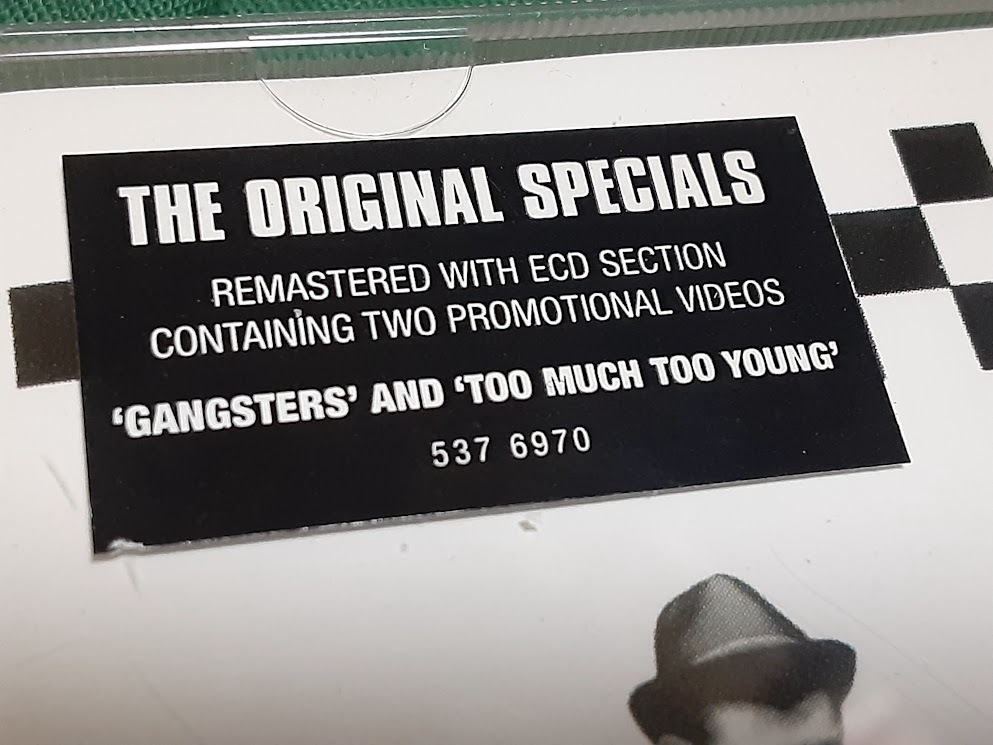 THE ORIGINAL SPECIALS
REMASTERED WITH ECD SECTION
CONTAINING TWO PROMOTIONAL VIDEOS
‘GANGSTERS’ AND ‘TOO MUCH TOO YOUNG’
537 6970